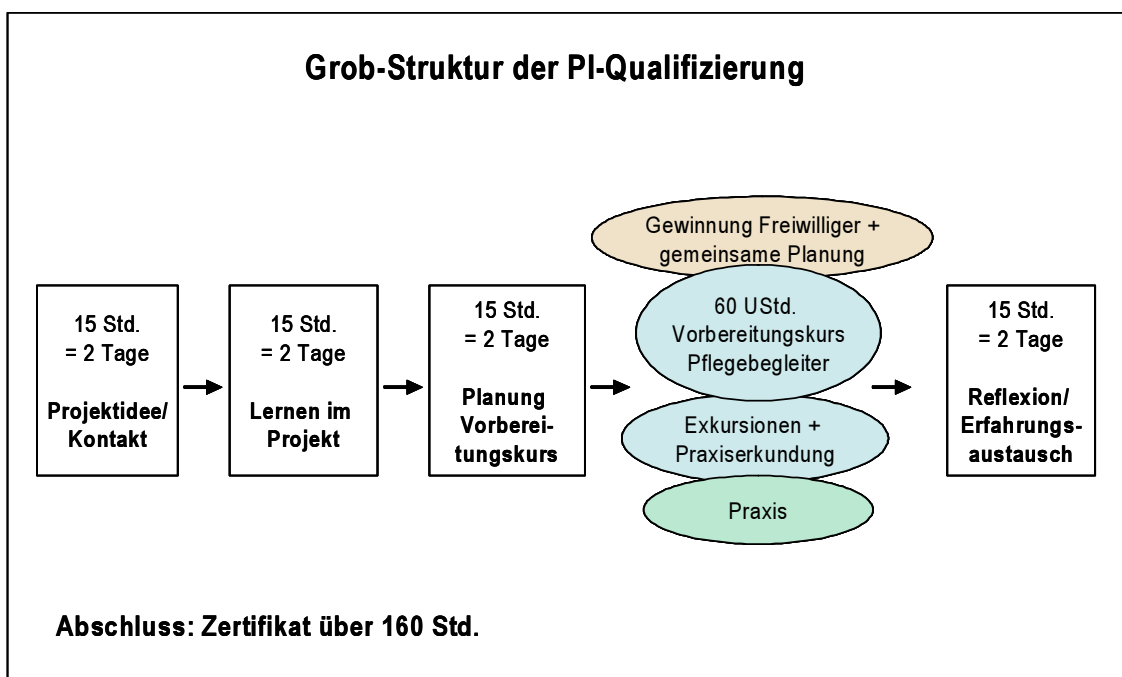 Grob-Struktur der PI-Qualifizierung
15 Std.
= 2 Tage
Projektidee/
Kontakt
15 Std.
= 2 Tage
Lernen im
Projekt
15 Std.
= 2 Tage
Planung
Vorberei-
tungskurs
Gewinnung Freiwilliger +
gemeinsame Planung
60 UStd.
Vorbereitungskurs
Pflegebegleiter
Exkursionen +
Praxiserkundung
Praxis
15 Std.
= 2 Tage
Reflexion/
Erfahrungs-
austausch
Abschluss: Zertifikat über 160 Std.